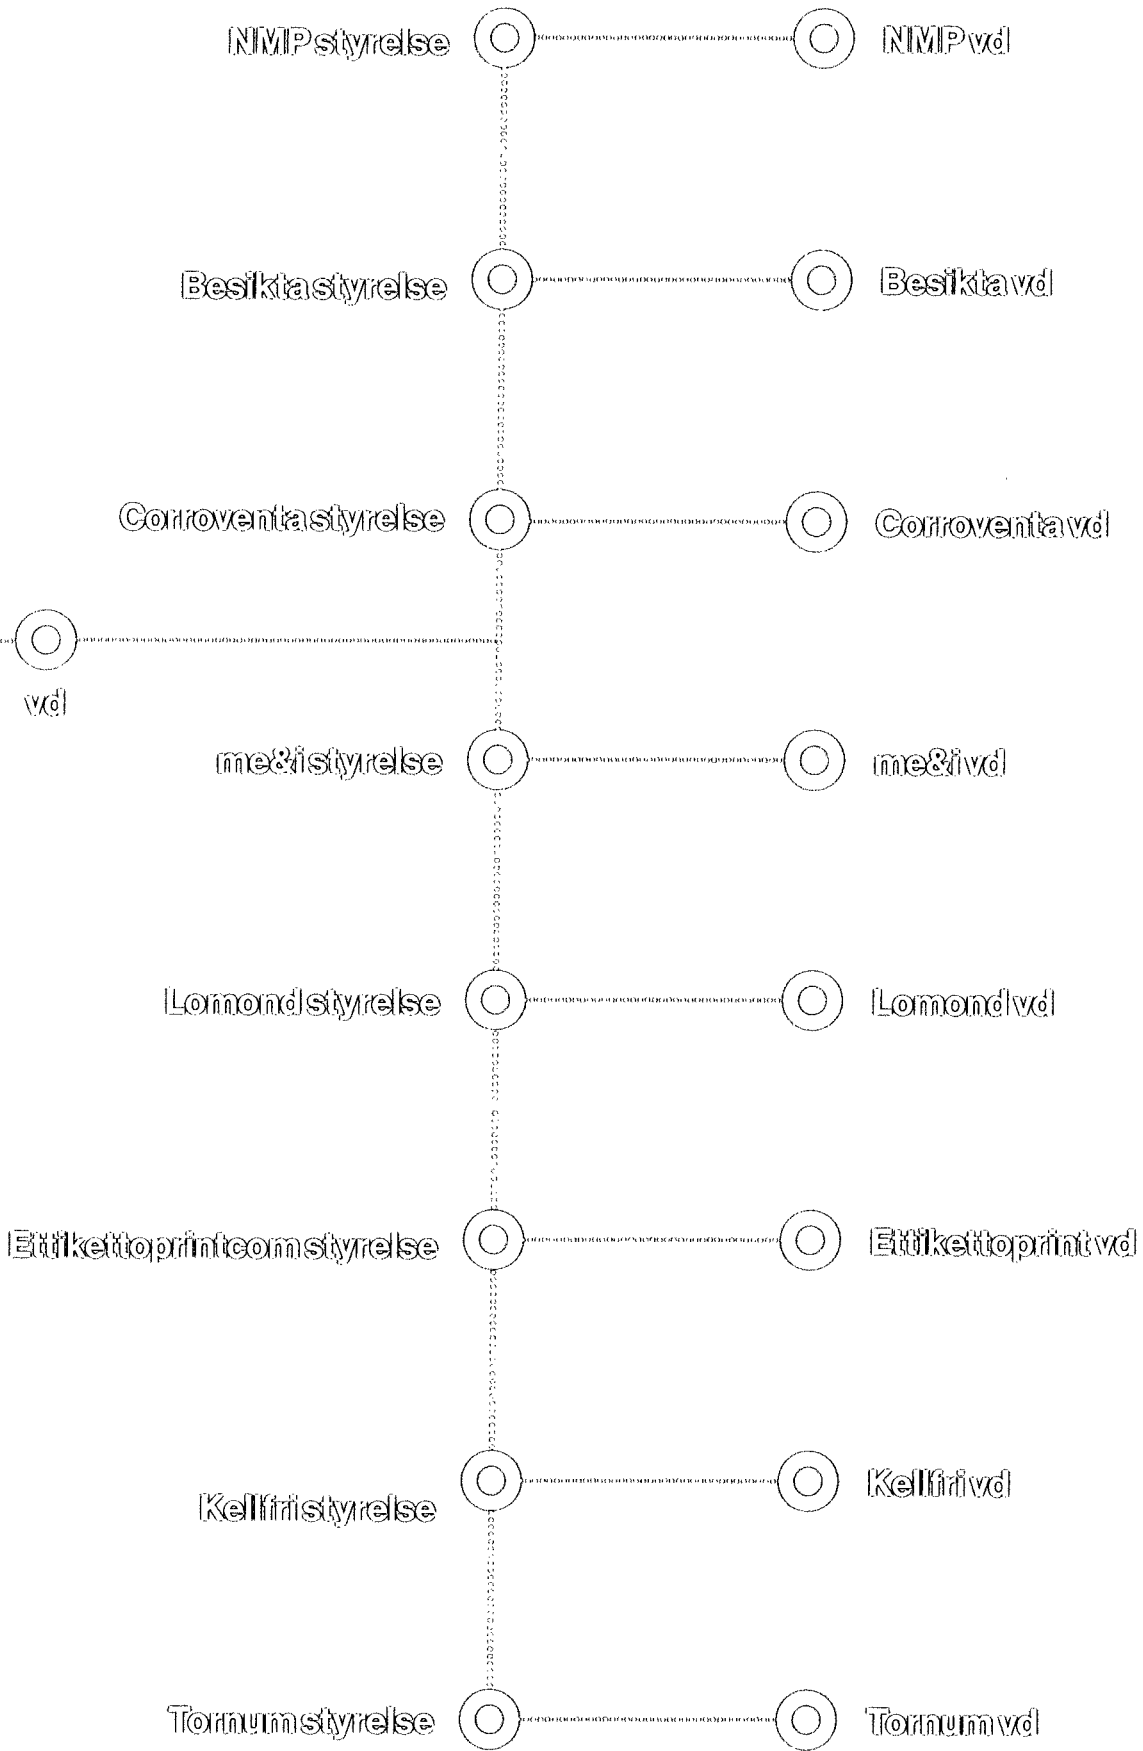 NMP styrelse
NMP vd
Besikta styrelse
Besikta vd
Corroventa styrelse
Corroventa vd
vd
me&i styrelse
me&i vd
Lomond styrelse
Lomond vd
Ettikettoprintcom styrelse
Ettikettoprint vd
Kellfri styrelse
Kellfri vd
Tornum styrelse
Tornum vd